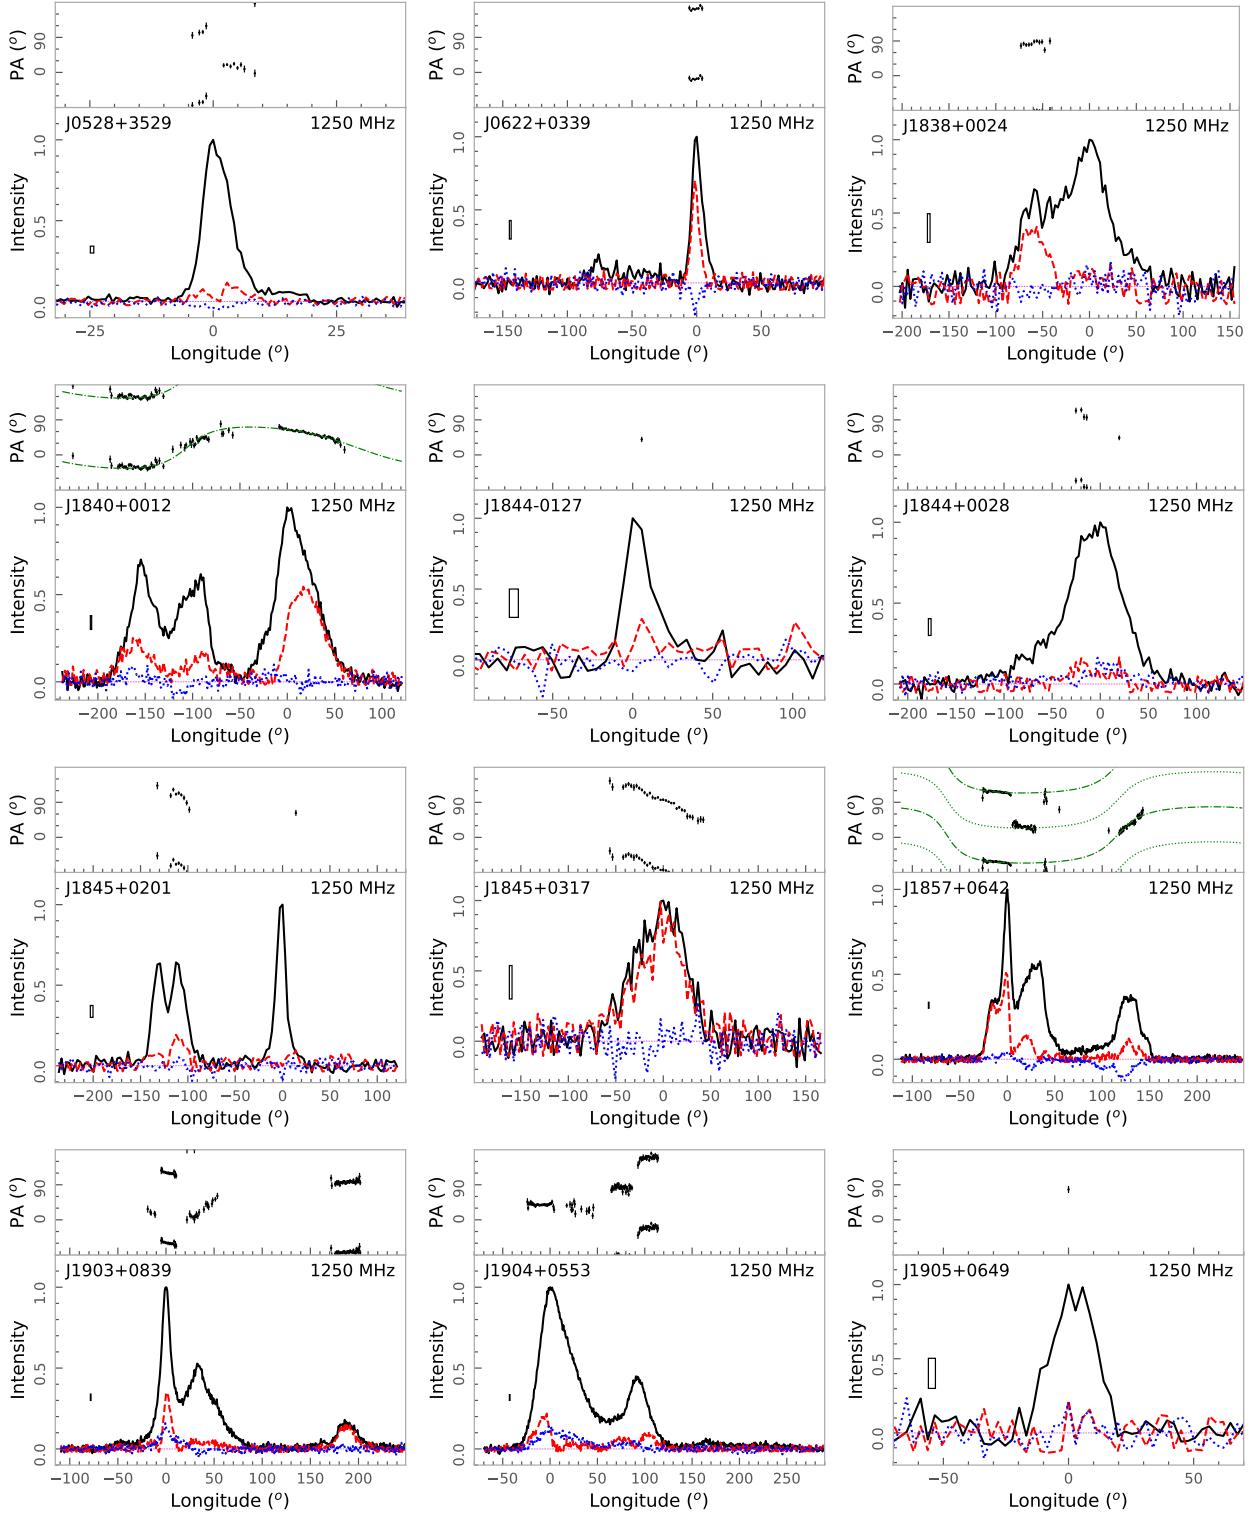 PA (°)
90
0
PA (°)
90
0
PA (°)
90
0
J0528+3529 1250 MHz
J0622+0339 1250 MHz
J1838+0024 1250 MHz
Intensity
1.0
0.5
0.0
Intensity
1.0
0.5
0.0
Intensity
1.0
0.5
0.0
−25 0 25
−150 −100 −50 0 50
−200 −150 −100 −50 0 50 100 150
Longitude (°)
Longitude (°)
Longitude (°)
PA (°)
90
0
PA (°)
90
0
PA (°)
90
0
J1840+0012 1250 MHz
J1844-0127 1250 MHz
J1844+0028 1250 MHz
Intensity
1.0
0.5
0.0
Intensity
1.0
0.5
0.0
Intensity
1.0
0.5
0.0
−200 −150 −100 −50 0 50 100
−50 0 50 100
−200 −150 −100 −50 0 50 100
Longitude (°)
Longitude (°)
Longitude (°)
PA (°)
90
0
PA (°)
90
0
PA (°)
90
0
J1845+0201 1250 MHz
J1845+0317 1250 MHz
J1857+0642 1250 MHz
Intensity
1.0
0.5
0.0
Intensity
1.0
0.5
0.0
Intensity
1.0
0.5
0.0
−200 −150 −100 −50 0 50 100
−150 −100 −50 0 50 100 150
−100 −50 0 50 100 150 200
Longitude (°)
Longitude (°)
Longitude (°)
PA (°)
90
0
PA (°)
90
0
PA (°)
90
0
J1903+0839 1250 MHz
J1904+0553 1250 MHz
J1905+0649 1250 MHz
Intensity
1.0
0.5
0.0
Intensity
1.0
0.5
0.0
Intensity
1.0
0.5
0.0
−100 −50 0 50 100 150 200
−50 0 50 100 150 200 250
−50 0 50
Longitude (°)
Longitude (°)
Longitude (°)